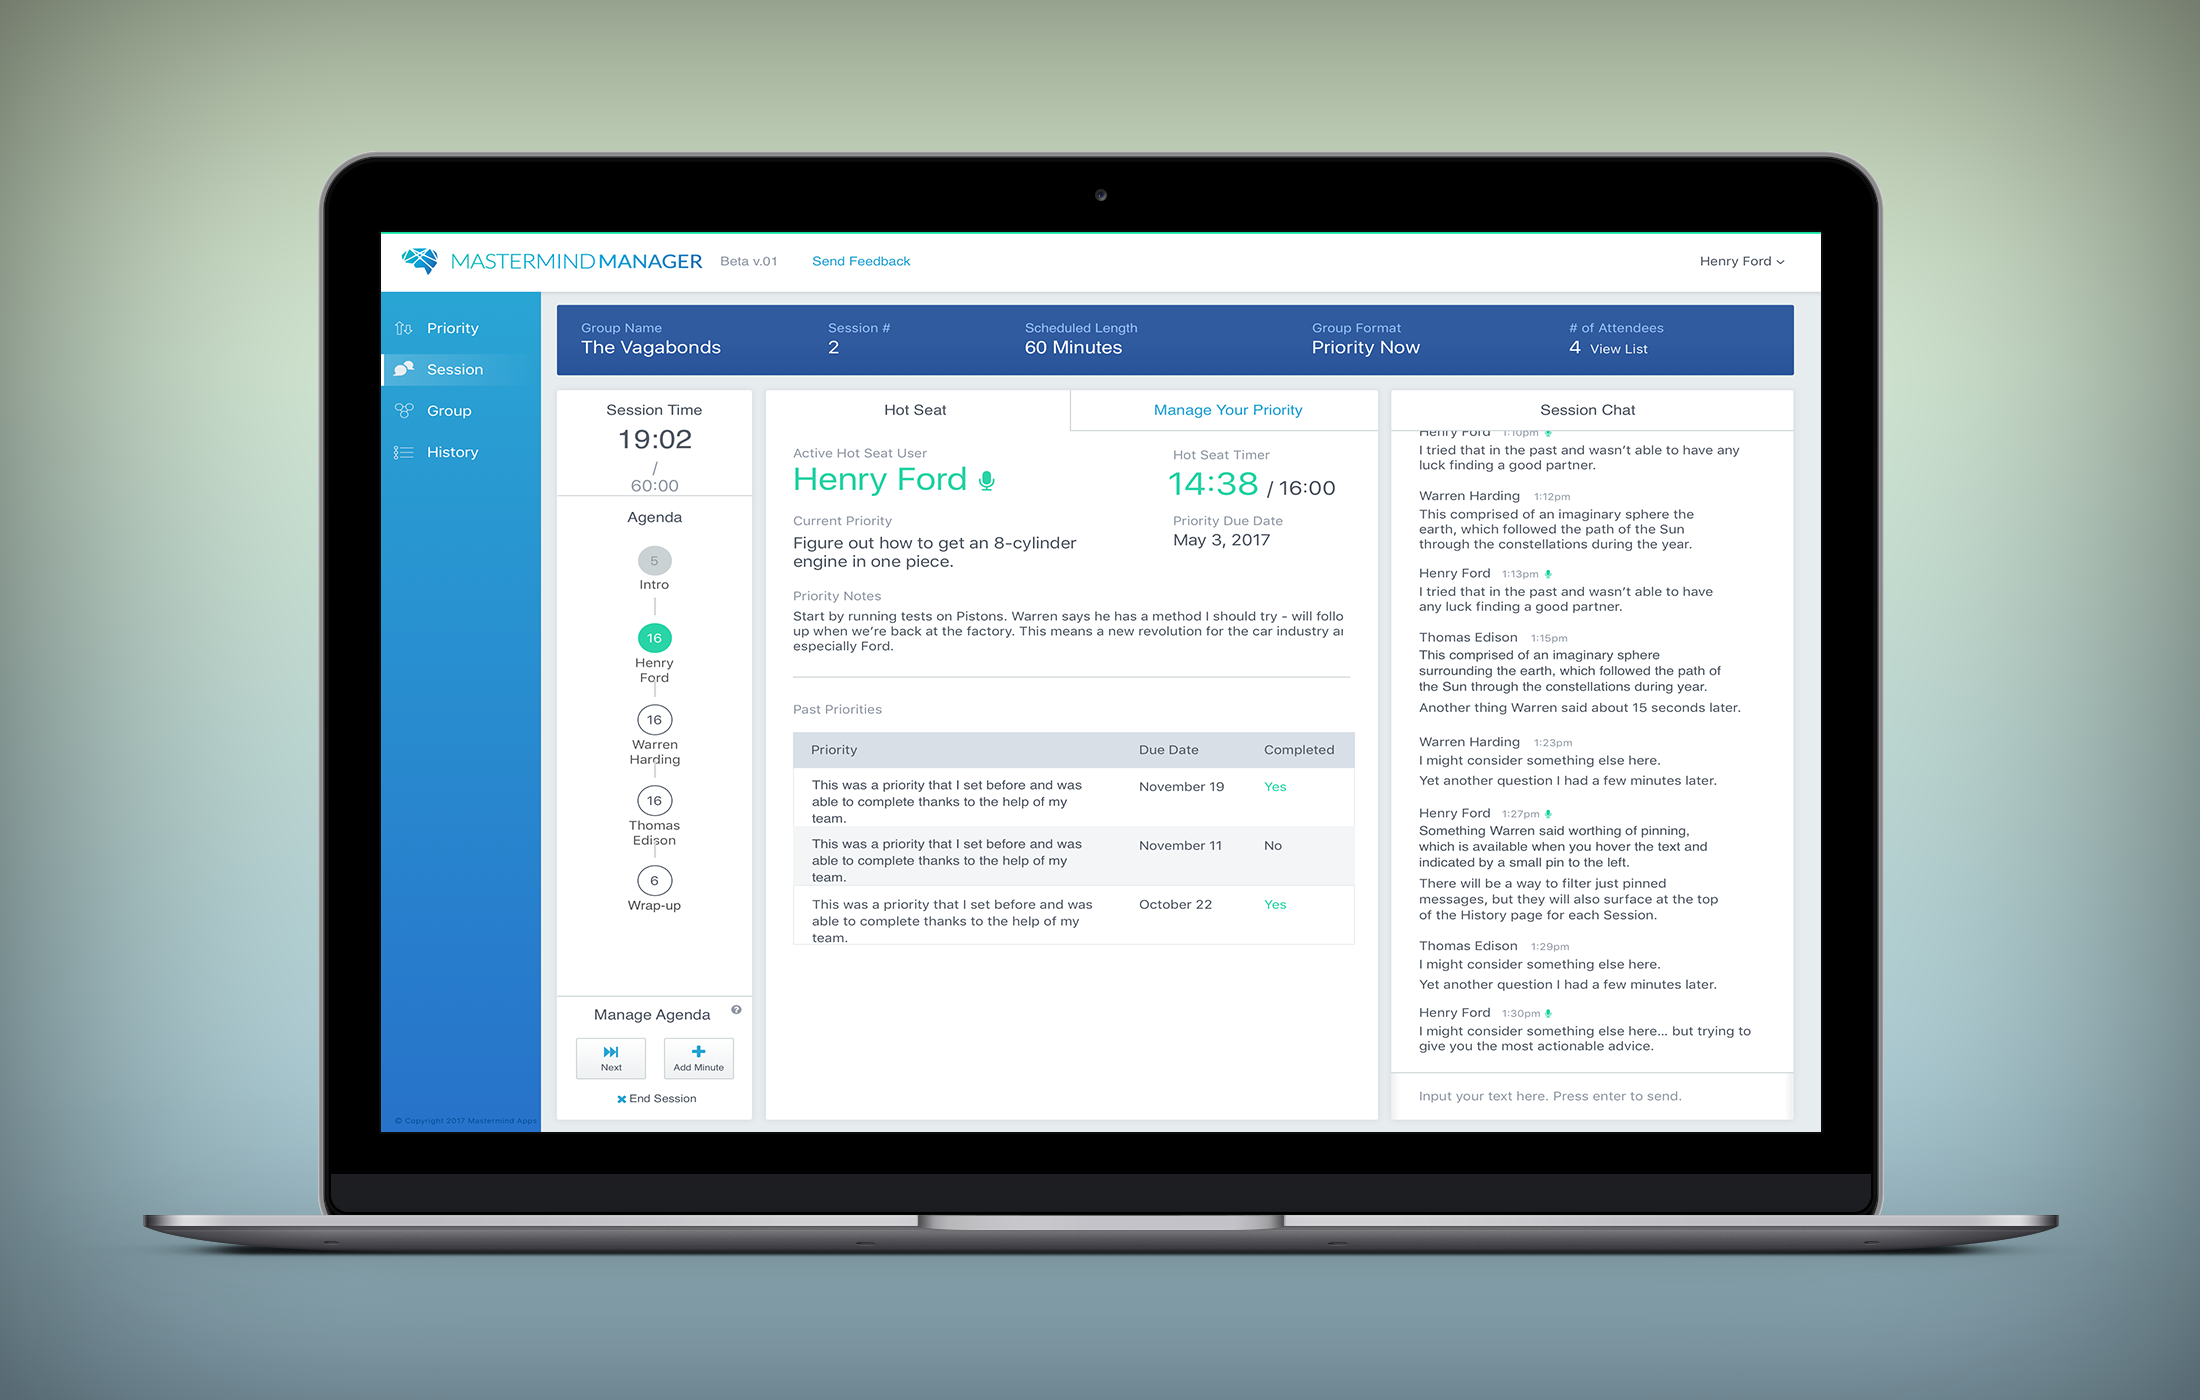 MASTERMIND MANAGER Beta v.01 Send Feedback Henry Ford
Priority
Session
Group
History
© Copyright 2017 Mastermind Apps
Group Name
The Vagabonds
Session #
2
Scheduled Length
60 Minutes
Group Format
Priority Now
# of Attendees
4 View List
Session Time
19:02
/
60:00
Agenda
5
Intro
16
Henry
Ford
16
Warren
Harding
16
Thomas
Edison
6
Wrap-up
Manage Agenda
Next
Add Minute
End Session
Hot Seat
Manage Your Priority
Active Hot Seat User
Henry Ford
Hot Seat Timer
14:38 / 16:00
Current Priority
Figure out how to get an 8-cylinder
engine in one piece.
Priority Due Date
May 3, 2017
Priority Notes
Start by running tests on Pistons. Warren says he has a method I should try - will follo
up when we're back at the factory. This means a new revolution for the car industry ar
especially Ford.
Past Priorities
Priority Due Date Completed
This was a priority that I set before and was
able to complete thanks to the help of my
team.
November 19 Yes
This was a priority that I set before and was
able to complete thanks to the help of my
team.
November 11 No
This was a priority that I set before and was
able to complete thanks to the help of my
team.
October 22 Yes
Session Chat
Henry Ford 1:10pm
I tried that in the past and wasn't able to have any
luck finding a good partner.
Warren Harding 1:12pm
This comprised of an imaginary sphere the
earth, which followed the path of the Sun
through the constellations during the year.
Henry Ford 1:13pm
I tried that in the past and wasn't able to have
any luck finding a good partner.
Thomas Edison 1:15pm
This comprised of an imaginary sphere
surrounding the earth, which followed the path of
the Sun through the constellations during year.
Another thing Warren said about 15 seconds later.
Warren Harding 1:23pm
I might consider something else here.
Yet another question I had a few minutes later.
Henry Ford 1:27pm
Something Warren said worthing of pinning,
which is available when you hover the text and
indicated by a small pin to the left.
There will be a way to filter just pinned
messages, but they will also surface at the top
of the History page for each Session.
Thomas Edison 1:29pm
I might consider something else here.
Yet another question I had a few minutes later.
Henry Ford 1:30pm
I might consider something else here... but trying to
give you the most actionable advice.
Input your text here. Press enter to send.